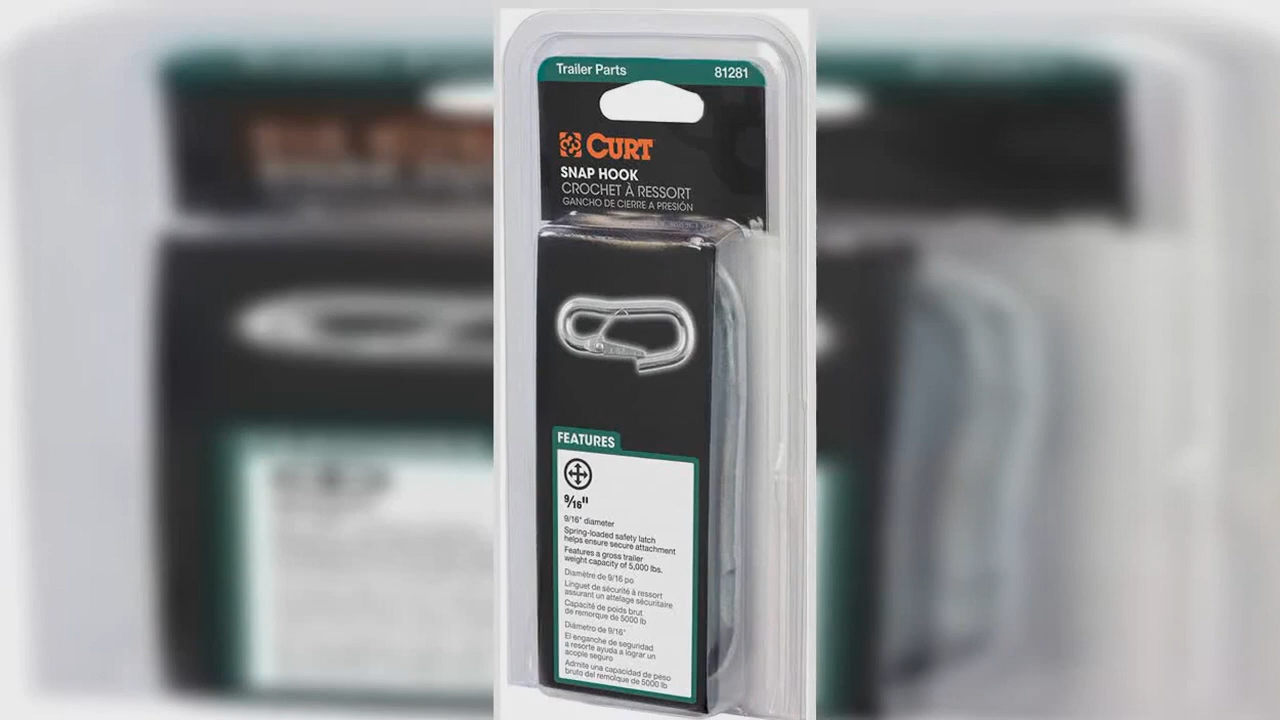 Trailer Parts 81281
CURT
SNAP HOOK
CROCHET À RESSORT
GANCHO DE CIERRE A PRESIÓN
FEATURES
9/16"
9/16" diameter
Spring-loaded safety latch
helps ensure secure attachment
Features a gross trailer
weight capacity of 5,000 lbs.
Diamètre de 9/16 po
Linguet de sécurité à ressort
assurant un attelage sécuritaire
Capacité de poids brut
de remorque de 5000 lb
Diámetro de 9/16"
El enganche de seguridad
a resorte ayuda a lograr un
acople seguro
Admite una capacidad de peso
bruto del remolque de 5000 lb